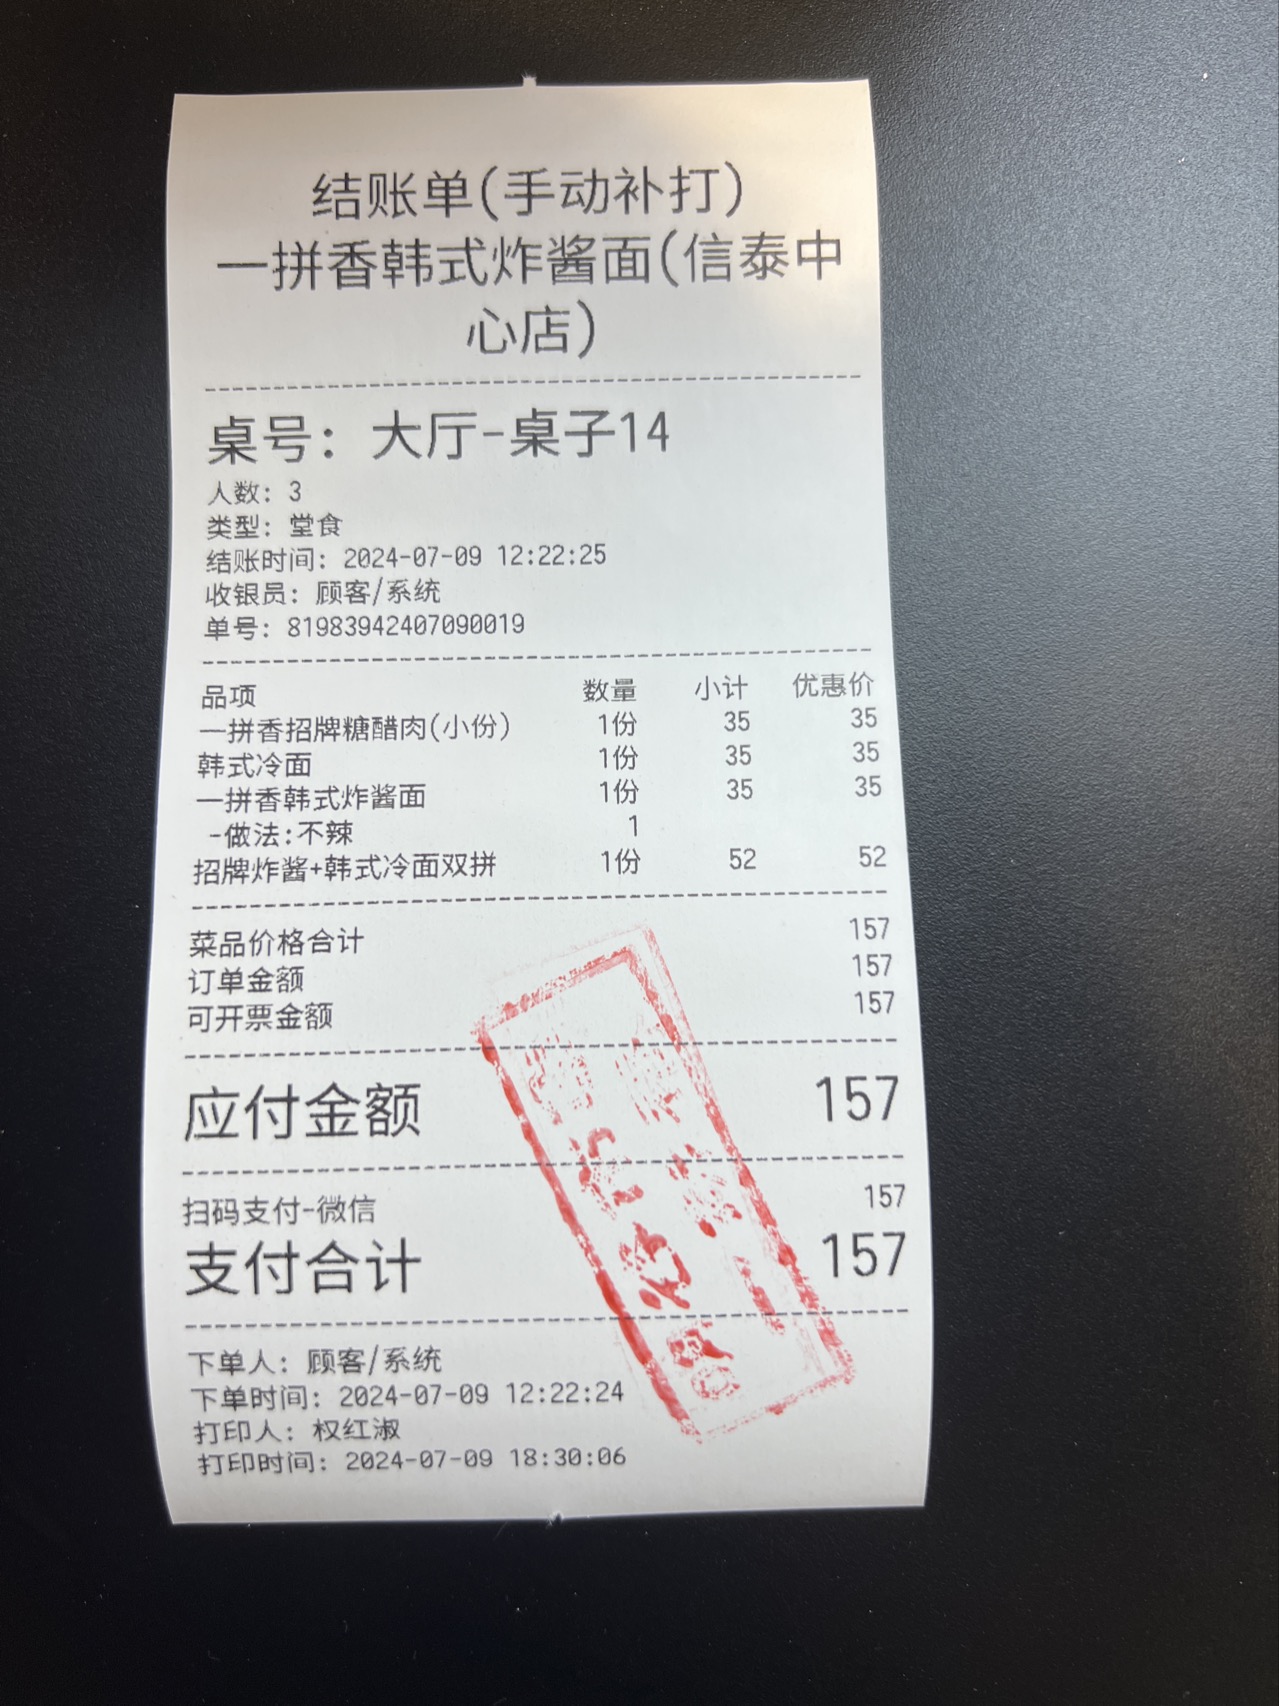 结账单(手动补打)
一拼香韩式炸酱面(信泰中
心店)
桌号: 大厅-桌子14
人数: 3
类型: 堂食
结账时间: 2024-07-09 12:22:25
收银员: 顾客/系统
单号: 81983942407090019
品项 数量 小计 优惠价
一拼香招牌糖醋肉(小份) 1份 35 35
韩式冷面 1份 35 35
一拼香韩式炸酱面 1份 35 35
-做法:不辣 1
招牌炸酱+韩式冷面双拼 1份 52 52
菜品价格合计 157
订单金额 157
可开票金额 157
应付金额 157
扫码支付-微信 157
支付合计 157
下单人: 顾客/系统
下单时间: 2024-07-09 12:22:24
打印人: 权红淑
打印时间: 2024-07-09 18:30:06